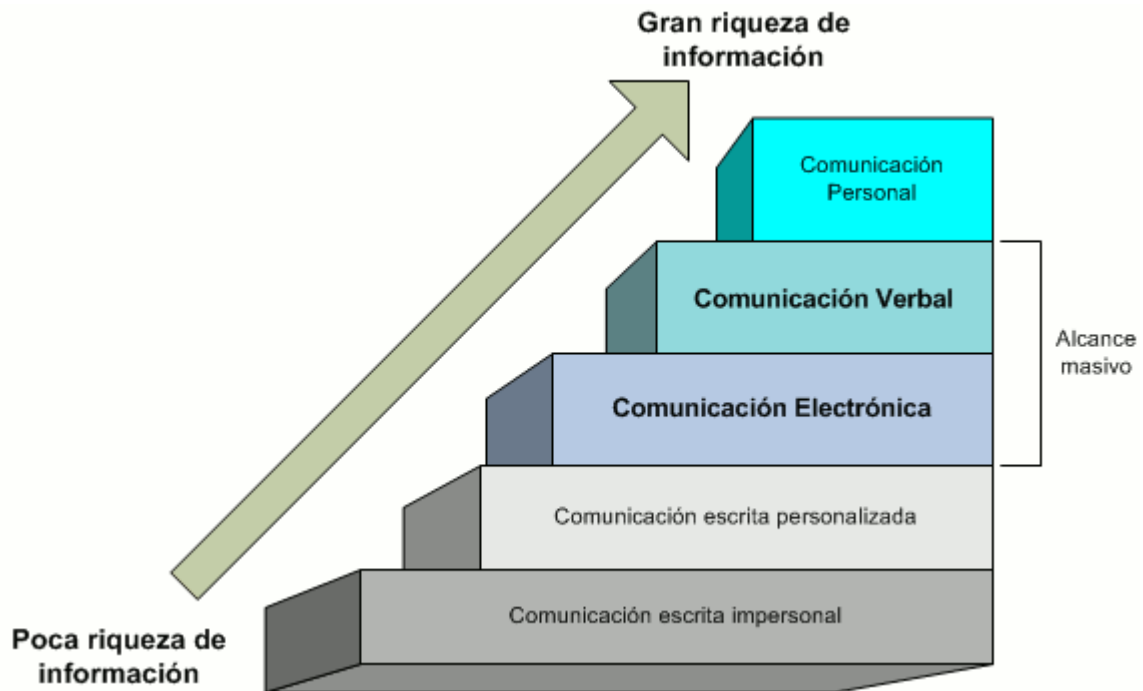 Gran riqueza de
información
Comunicación
Personal
Comunicación Verbal
Alcance
masivo
Comunicación Electrónica
Comunicación escrita personalizada
Comunicación escrita impersonal
Poca riqueza de
información